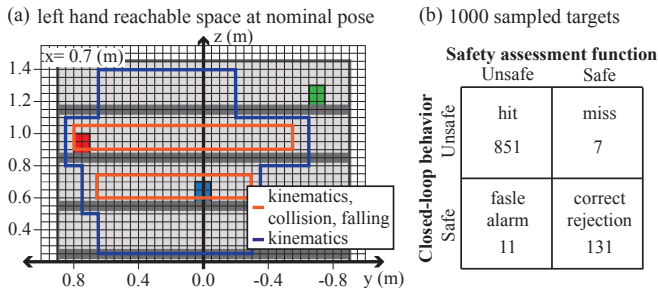 (a) left hand reachable space at nominal pose
x= 0.7 (m)
z (m)
1.4
1.2
1.0
0.8
0.6
0.4
0.8
0.4
0.0
-0.4
-0.8
y (m)
kinematics,
collision, falling
kinematics
(b) 1000 sampled targets
Safety assessment function
Unsafe
Safe
Closed-loop behavior
Unsafe
Safe
hit
851
miss
7
fasle
alarm
11
correct
rejection
131